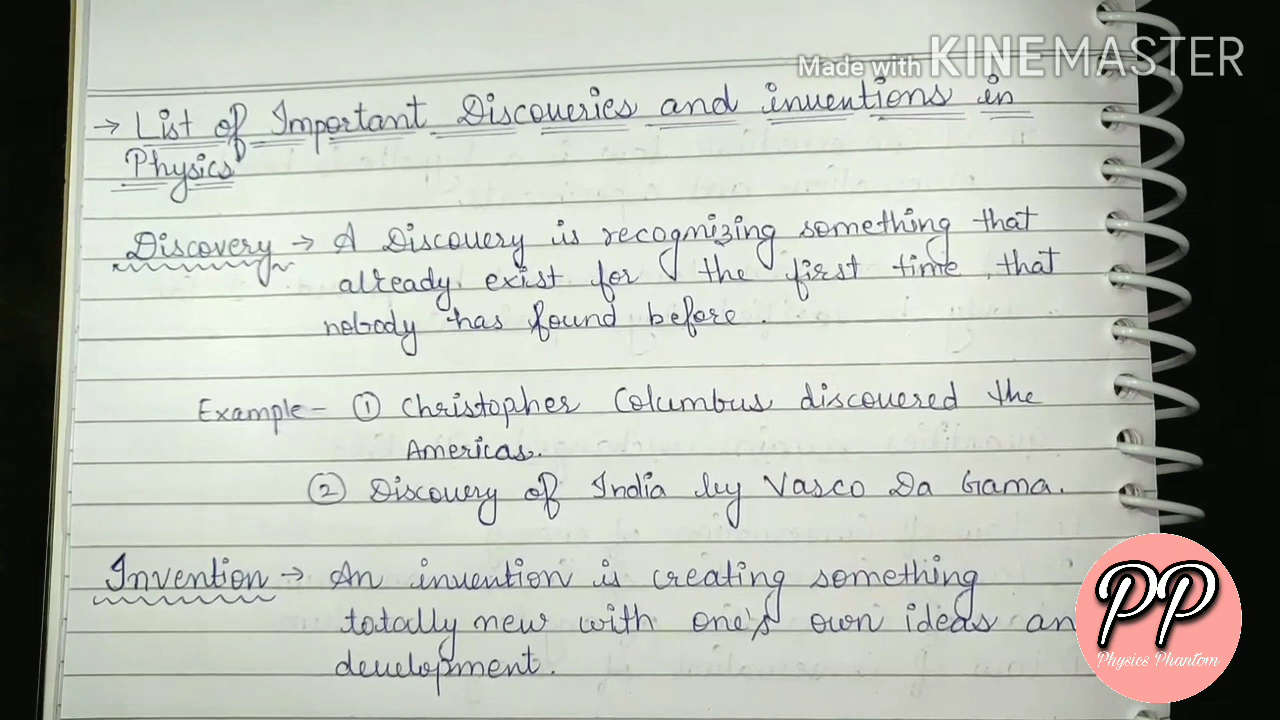 Made with KINEMASTER
→ List of Important Discoveries and inventions in
Physics
Discovery → A Discovery is recognizing something that
already exist for the first time, that
nobody has found before.
Example - ① Christopher Columbus discovered the
Americas.
② Discovery of India by Vasco Da Gama.
Invention → An invention is creating something
totally new with one's own ideas an
development.
PP
Physics Phantom